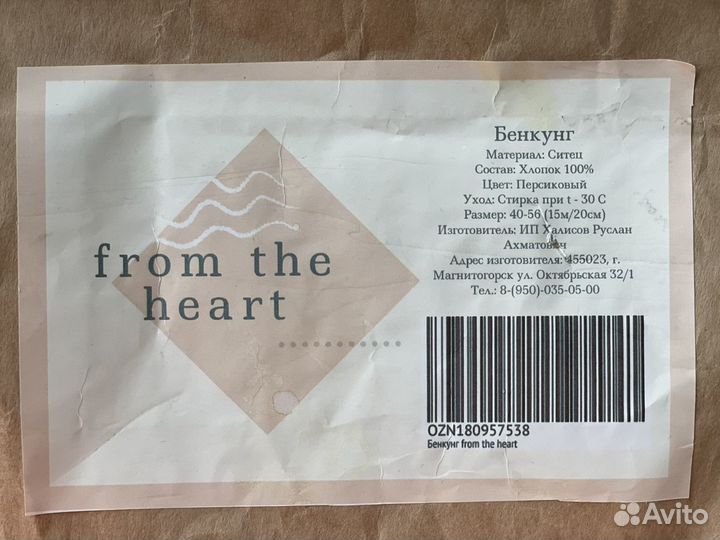 from the
heart
Бенкунг
Материал: Ситец
Состав: Хлопок 100%
Цвет: Персиковый
Уход: Стирка при t - 30 С
Размер: 40-56 (15м/20см)
Изготовитель: ИП Халисов Руслан
Ахматович
Адрес изготовителя: 455023, г.
Магнитогорск ул. Октябрьская 32/1
Тел.: 8-(950)-035-05-00
OZN180957538
Бенкунг from the heart
Avito